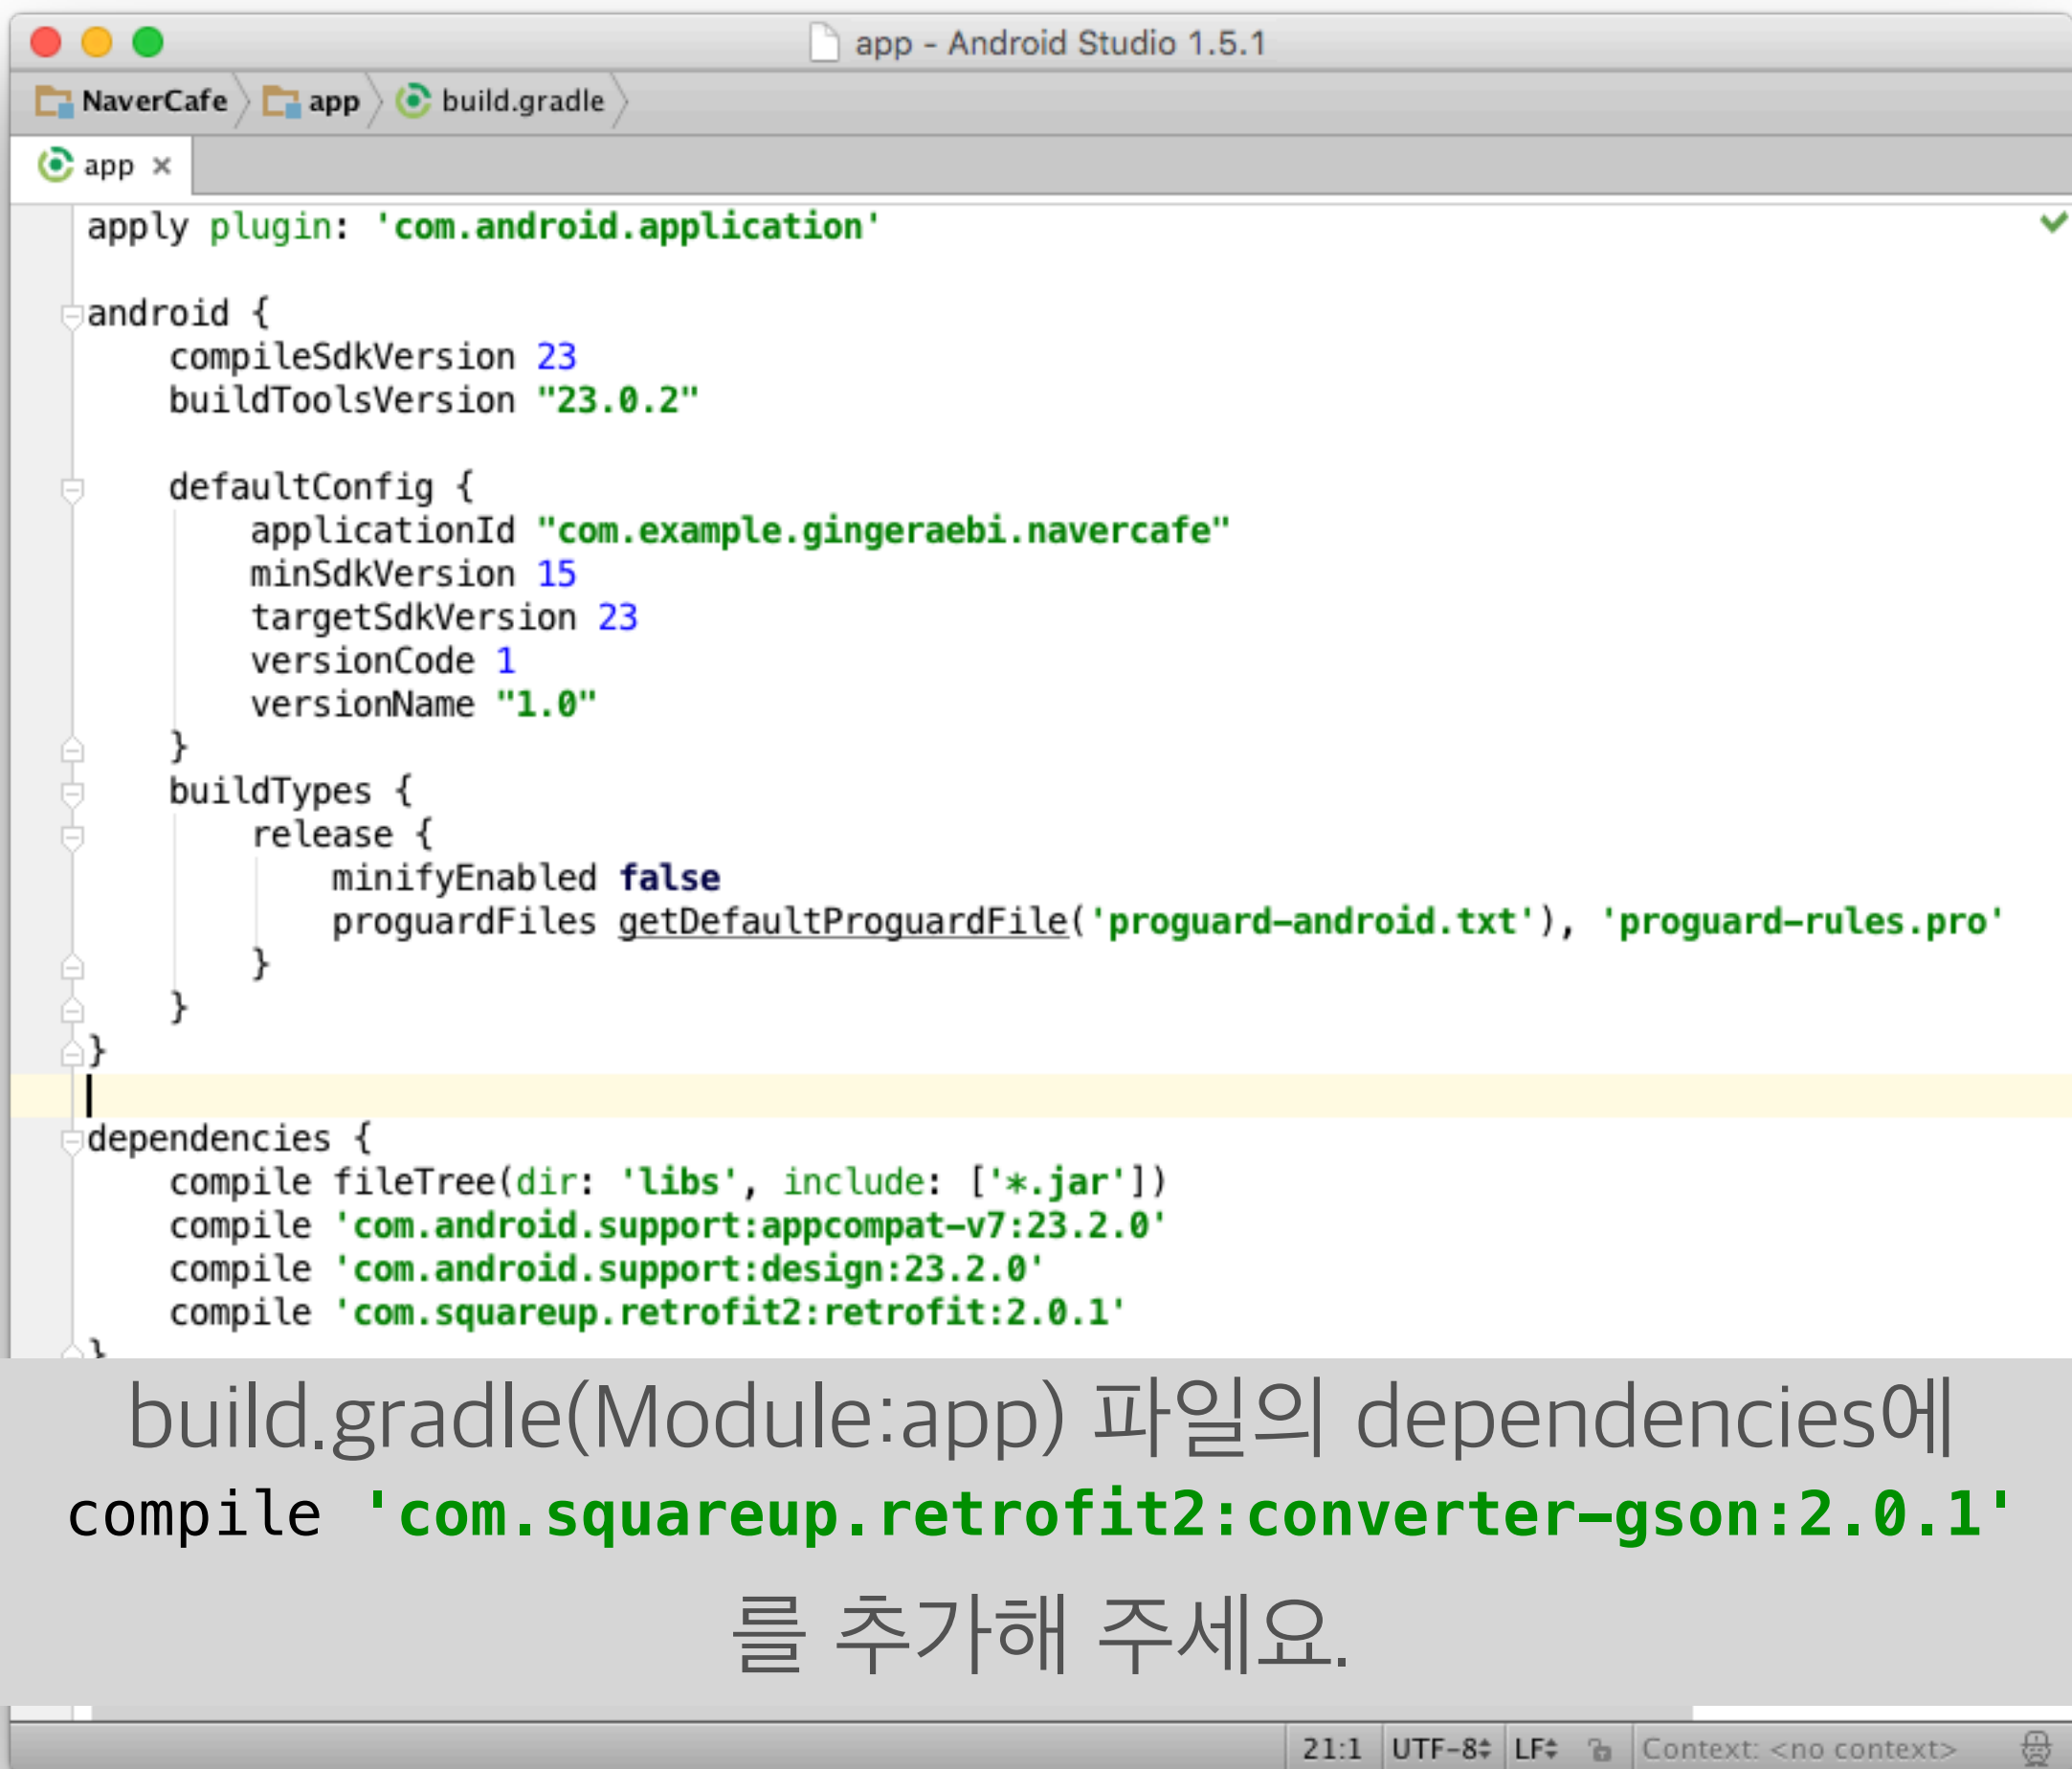 app - Android Studio 1.5.1
NaverCafe app build.gradle
app ×
apply plugin: 'com.android.application'
android {
    compileSdkVersion 23
    buildToolsVersion "23.0.2"
    defaultConfig {
        applicationId "com.example.gingeraebi.navercafe"
        minSdkVersion 15
        targetSdkVersion 23
        versionCode 1
        versionName "1.0"
    }
    buildTypes {
        release {
            minifyEnabled false
            proguardFiles getDefaultProguardFile('proguard-android.txt'), 'proguard-rules.pro'
        }
    }
}
dependencies {
    compile fileTree(dir: 'libs', include: ['*.jar'])
    compile 'com.android.support:appcompat-v7:23.2.0'
    compile 'com.android.support:design:23.2.0'
    compile 'com.squareup.retrofit2:retrofit:2.0.1'
}
build.gradle(Module:app) 파일의 dependencies에
compile 'com.squareup.retrofit2:converter-gson:2.0.1'
를 추가해 주세요.
21:1 UTF-8 LF Context: <no context>